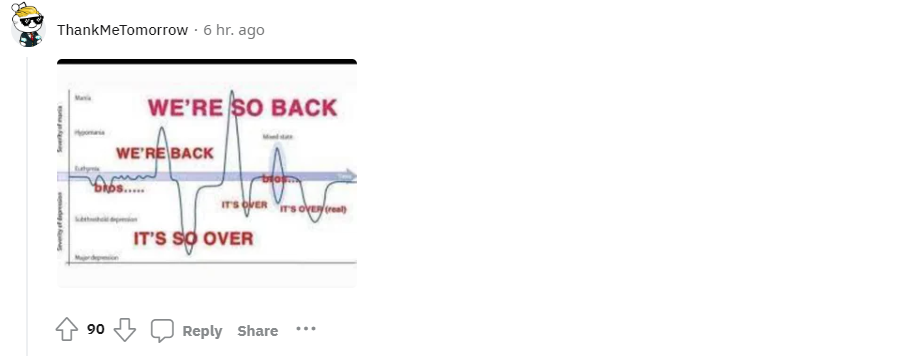 ThankMeTomorrow · 6 hr. ago
Mania
WE'RE SO BACK
Severity of mania
Hypomania
Mixed state
WE'RE BACK
Euthymia
bros.....
bros....
Time
IT'S OVER
IT'S OVER (real)
Severity of depression
Subthreshold depression
IT'S SO OVER
Major depression
90 Reply Share ...